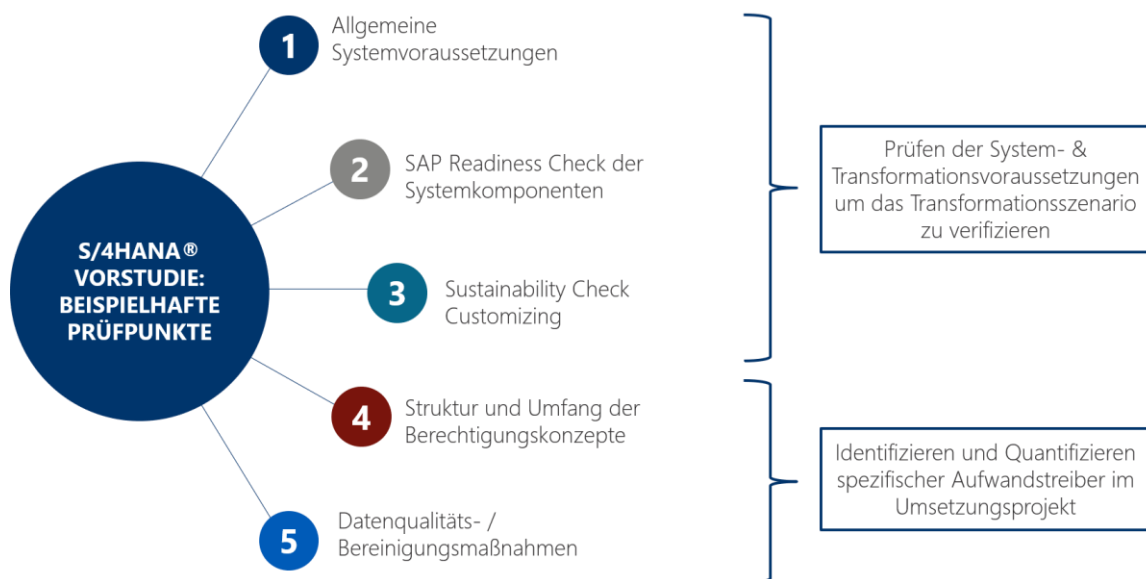 S/4HANA®
VORSTUDIE:
BEISPIELHAFTE
PRÜFPUNKTE
1
Allgemeine
Systemvoraussetzungen
2
SAP Readiness Check der
Systemkomponenten
3
Sustainability Check
Customizing
4
Struktur und Umfang der
Berechtigungskonzepte
5
Datenqualitäts- /
Bereinigungsmaßnahmen
Prüfen der System- &
Transformationsvoraussetzungen
um das Transformationsszenario
zu verifizieren
Identifizieren und Quantifizieren
spezifischer Aufwandstreiber im
Umsetzungsprojekt